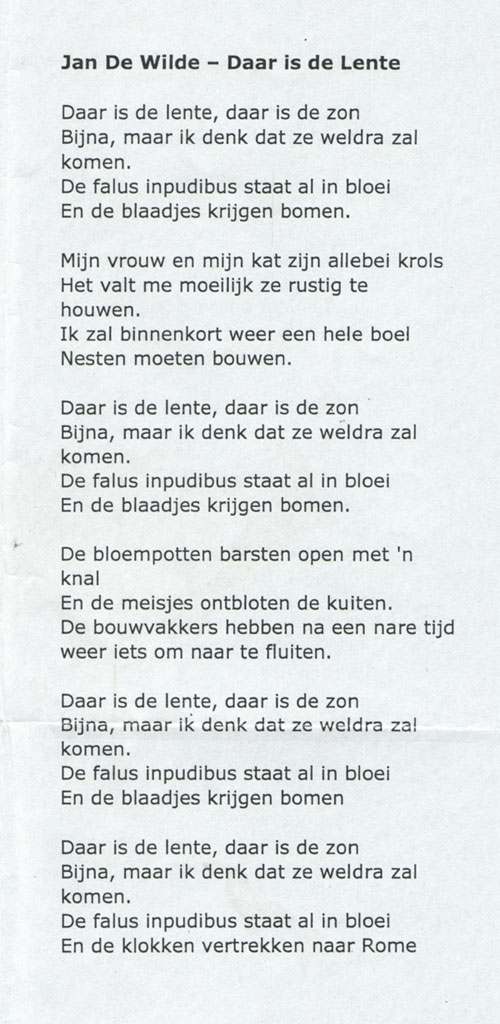 Jan De Wilde – Daar is de Lente
Daar is de lente, daar is de zon
Bijna, maar ik denk dat ze weldra zal
komen.
De falus inpudibus staat al in bloei
En de blaadjes krijgen bomen.
Mijn vrouw en mijn kat zijn allebei krols
Het valt me moeilijk ze rustig te
houwen.
Ik zal binnenkort weer een hele boel
Nesten moeten bouwen.
Daar is de lente, daar is de zon
Bijna, maar ik denk dat ze weldra zal
komen.
De falus inpudibus staat al in bloei
En de blaadjes krijgen bomen.
De bloempotten barsten open met 'n
knal
En de meisjes ontbloten de kuiten.
De bouwvakkers hebben na een nare tijd
weer iets om naar te fluiten.
Daar is de lente, daar is de zon
Bijna, maar ik denk dat ze weldra zal
komen.
De falus inpudibus staat al in bloei
En de blaadjes krijgen bomen
Daar is de lente, daar is de zon
Bijna, maar ik denk dat ze weldra zal
komen.
De falus inpudibus staat al in bloei
En de klokken vertrekken naar Rome